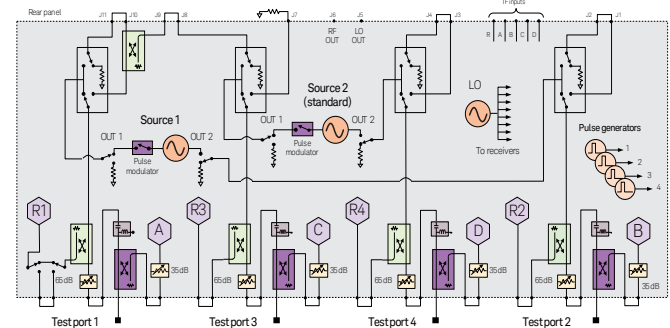 IF inputs
Rear panel
J11 J10 J9 J8 J7 J6 J5 J4 J3 J2 J1
RF
OUT
LO
OUT
R A B C D
Source 1
OUT 1
OUT 2
Pulse
modulator
Source 2
(standard)
OUT 1
OUT 2
Pulse
modulator
LO
To receivers
Pulse generators
1
2
3
4
R1 A R3 C R4 D R2 B
65dB 35dB 65dB 35dB 65dB 35dB 65dB 35dB
Test port 1 Test port 3 Test port 4 Test port 2